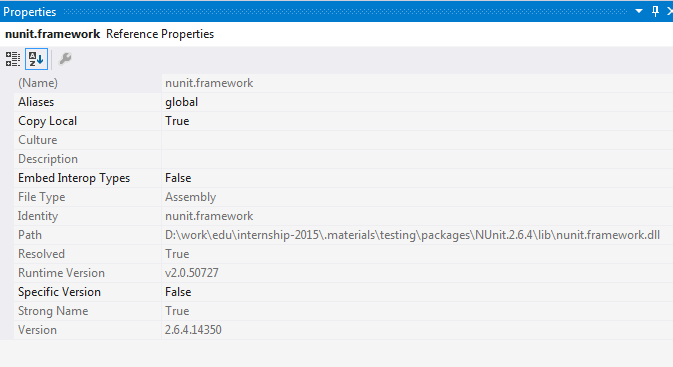 Properties
nunit.framework Reference Properties
(Name) nunit.framework
Aliases global
Copy Local True
Culture
Description
Embed Interop Types False
File Type Assembly
Identity nunit.framework
Path D:\work\edu\internship-2015\.materials\testing\packages\NUnit.2.6.4\lib\nunit.framework.dll
Resolved True
Runtime Version v2.0.50727
Specific Version False
Strong Name True
Version 2.6.4.14350